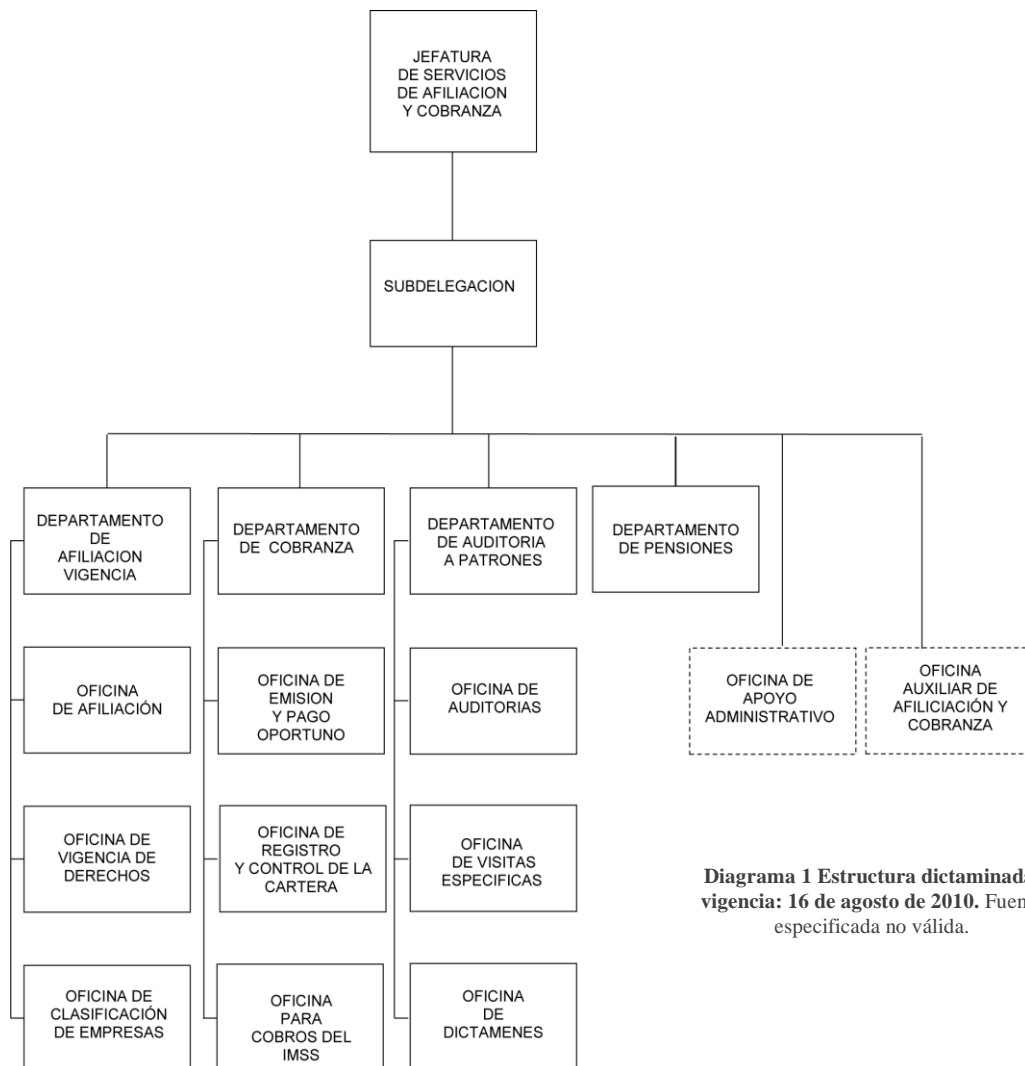 JEFATURA
DE SERVICIOS
DE AFILIACION
Y COBRANZA
SUBDELEGACION
DEPARTAMENTO
DE
AFILIACION
VIGENCIA
DEPARTAMENTO
DE COBRANZA
DEPARTAMENTO
DE AUDITORIA
A PATRONES
DEPARTAMENTO
DE PENSIONES
OFICINA
DE AFILIACIÓN
OFICINA DE
EMISION
Y PAGO
OPORTUNO
OFICINA DE
AUDITORIAS
OFICINA DE
APOYO
ADMINISTRATIVO
OFICINA
AUXILIAR DE
AFILICIACIÓN Y
COBRANZA
OFICINA DE
VIGENCIA DE
DERECHOS
OFICINA DE
REGISTRO
Y CONTROL DE LA
CARTERA
OFICINA
DE VISITAS
ESPECIFICAS
Diagrama 1 Estructura dictaminada
vigencia: 16 de agosto de 2010. Fuen
especificada no válida.
OFICINA DE
CLASIFICACIÓN
DE EMPRESAS
OFICINA
PARA
COBROS DEL
IMSS
OFICINA
DE
DICTAMENES